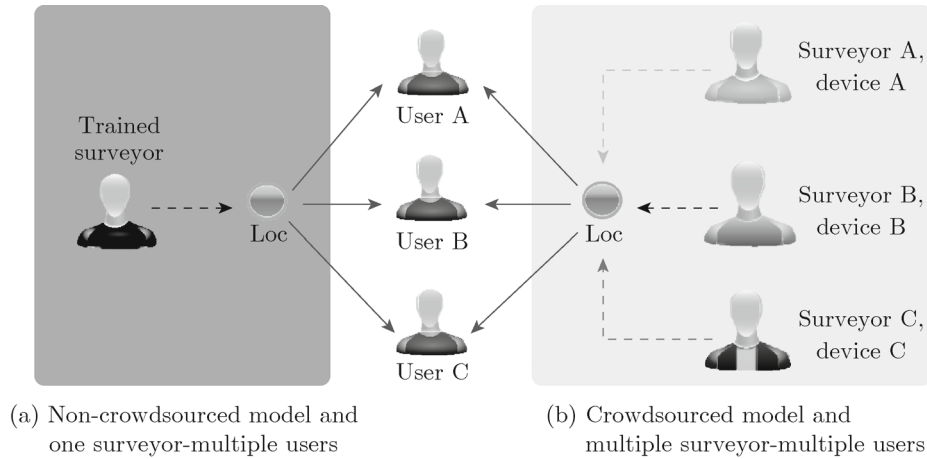 Trained
surveyor
Loc
User A
User B
User C
Loc
Surveyor A,
device A
Surveyor B,
device B
Surveyor C,
device C
(a) Non-crowdsourced model and
one surveyor-multiple users
(b) Crowdsourced model and
multiple surveyor-multiple users